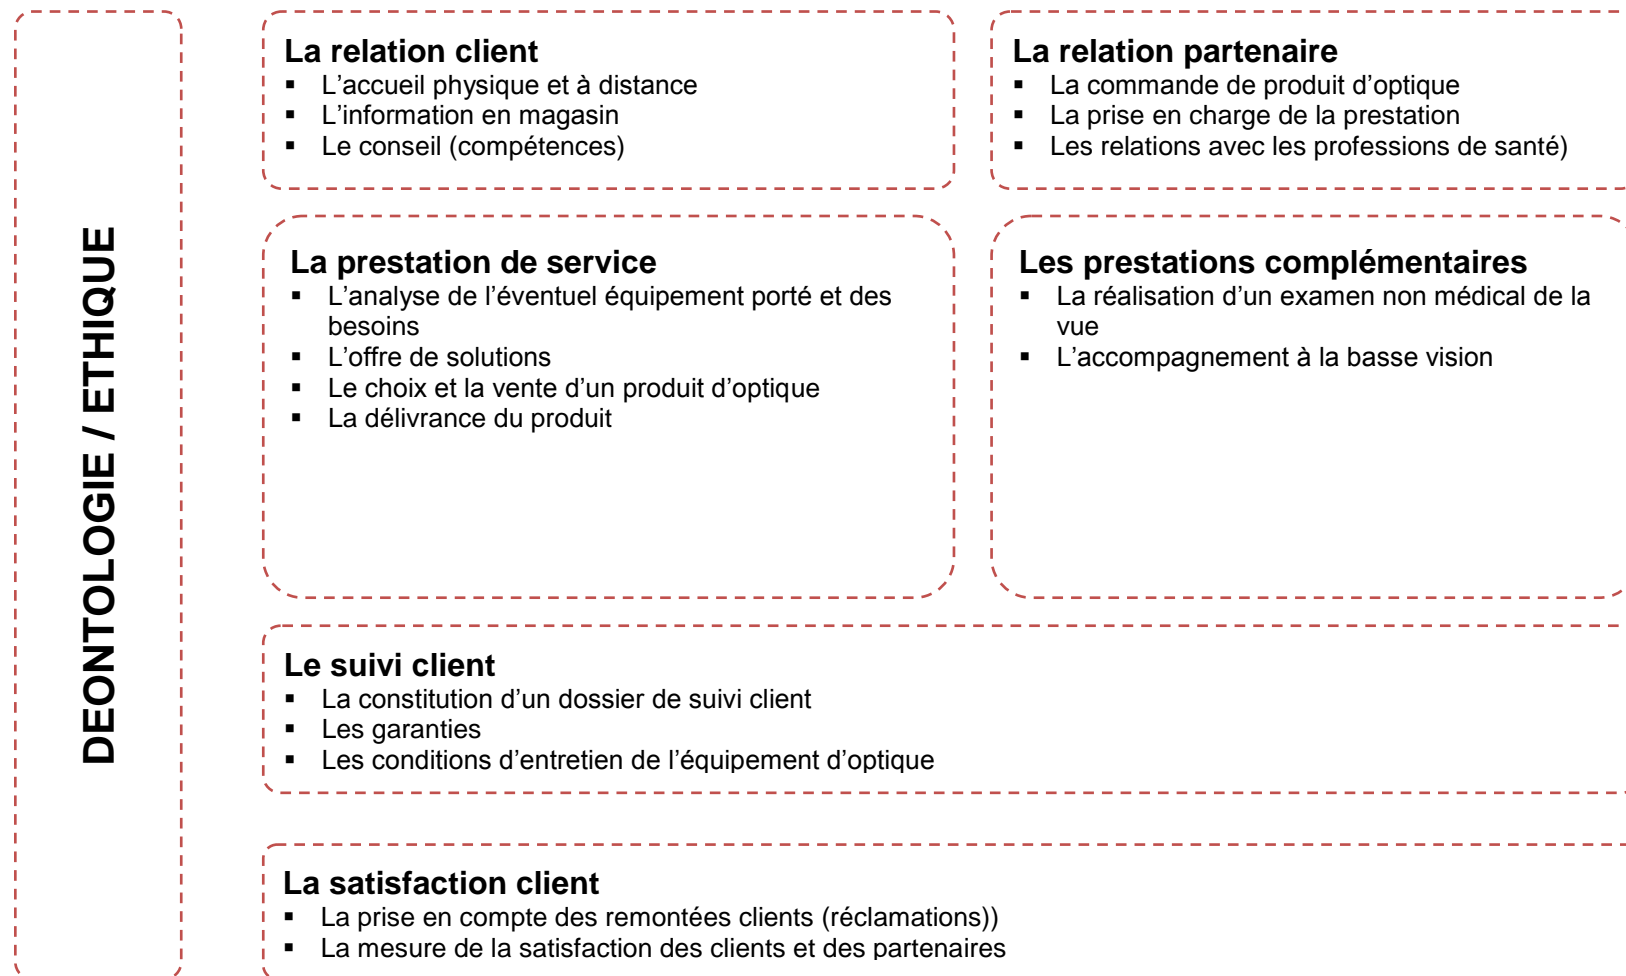 DEONTOLOGIE / ETHIQUE
La relation client
▪ L’accueil physique et à distance
▪ L’information en magasin
▪ Le conseil (compétences)
La relation partenaire
▪ La commande de produit d’optique
▪ La prise en charge de la prestation
▪ Les relations avec les professions de santé)
La prestation de service
▪ L’analyse de l’éventuel équipement porté et des
besoins
▪ L’offre de solutions
▪ Le choix et la vente d’un produit d’optique
▪ La délivrance du produit
Les prestations complémentaires
▪ La réalisation d’un examen non médical de la
vue
▪ L’accompagnement à la basse vision
Le suivi client
▪ La constitution d’un dossier de suivi client
▪ Les garanties
▪ Les conditions d’entretien de l’équipement d’optique
La satisfaction client
▪ La prise en compte des remontées clients (réclamations))
▪ La mesure de la satisfaction des clients et des partenaires